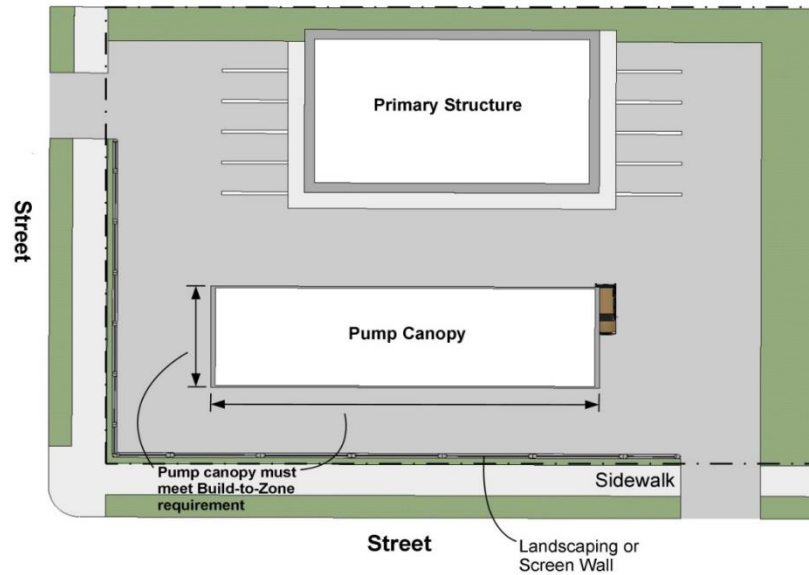 Primary Structure
Street
Pump Canopy
Pump canopy must
meet Build-to-Zone
requirement
Sidewalk
Street
Landscaping or
Screen Wall